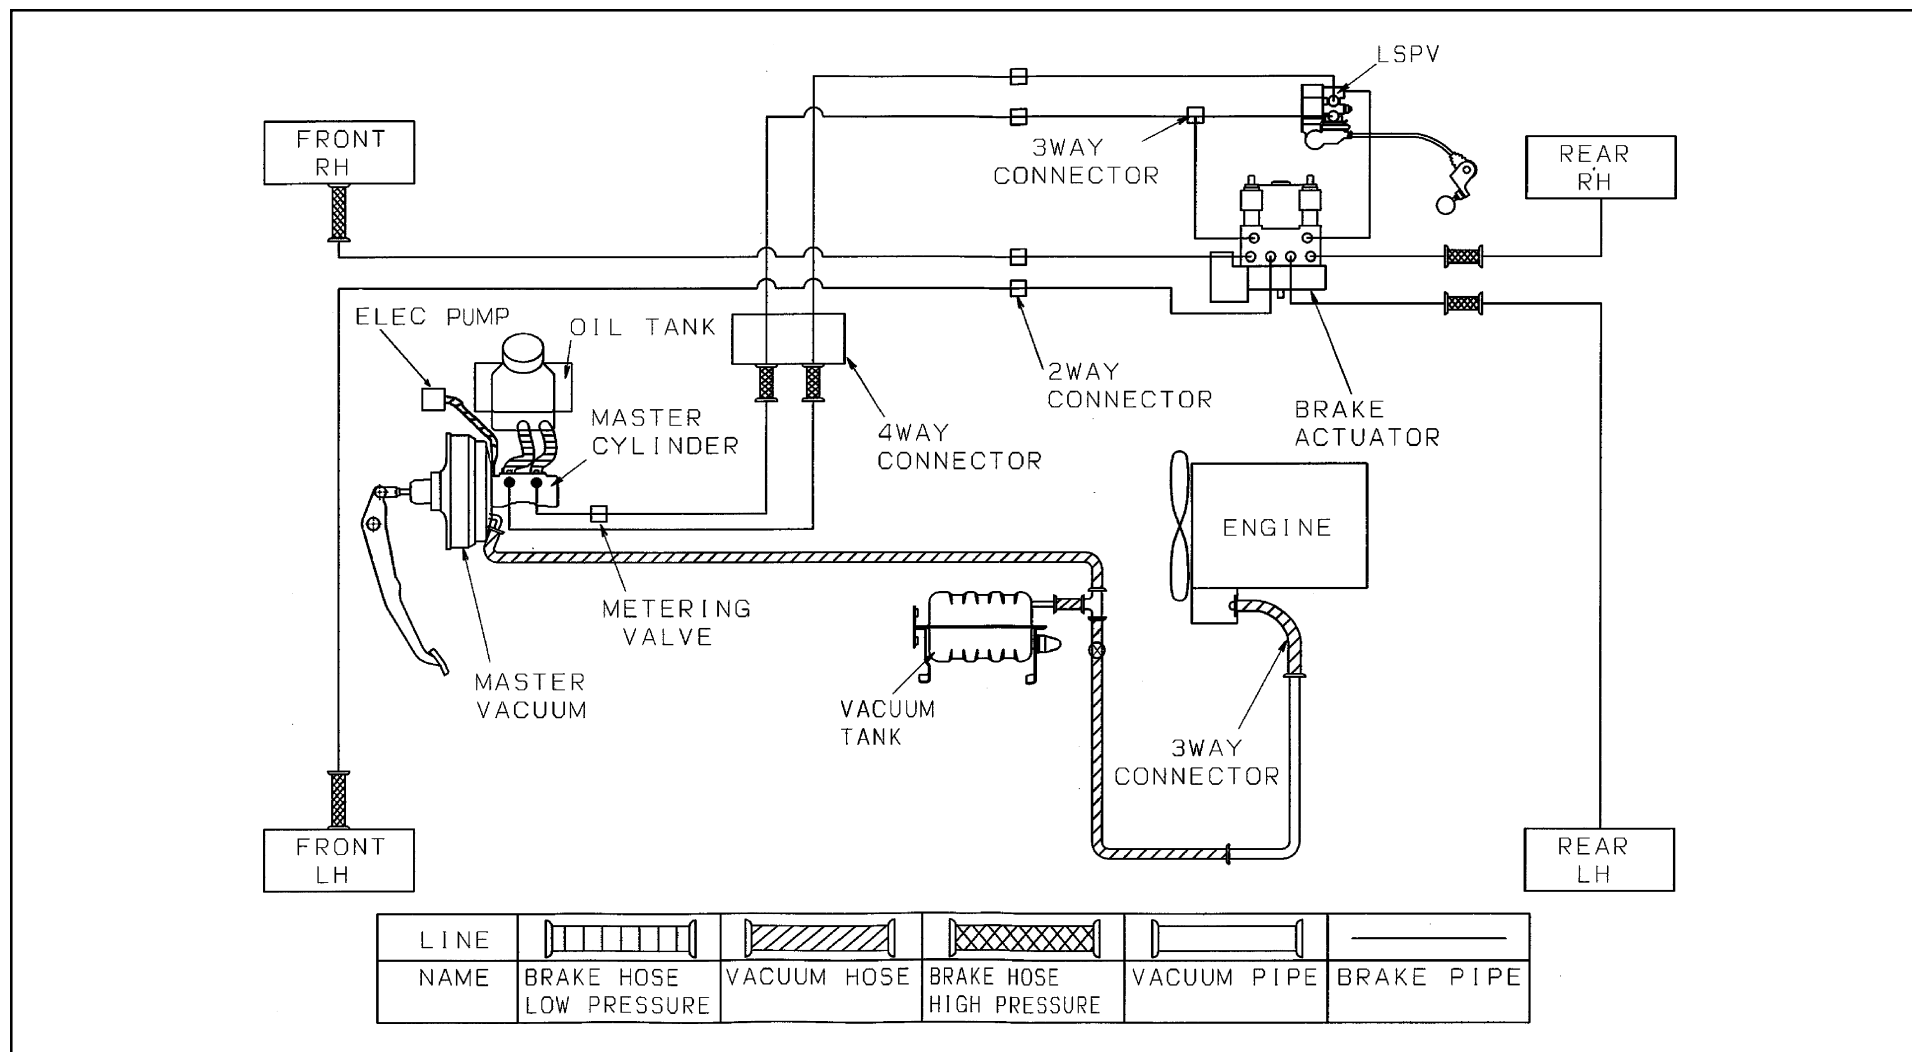 LSPV
FRONT
RH
3WAY
CONNECTOR
REAR
RH
ELEC PUMP
OIL TANK
2WAY
CONNECTOR
BRAKE
ACTUATOR
MASTER
CYLINDER
4WAY
CONNECTOR
ENGINE
METERING
VALVE
MASTER
VACUUM
VACUUM
TANK
3WAY
CONNECTOR
FRONT
LH
REAR
LH
LINE
NAME
BRAKE HOSE
LOW PRESSURE
VACUUM HOSE
BRAKE HOSE
HIGH PRESSURE
VACUUM PIPE
BRAKE PIPE